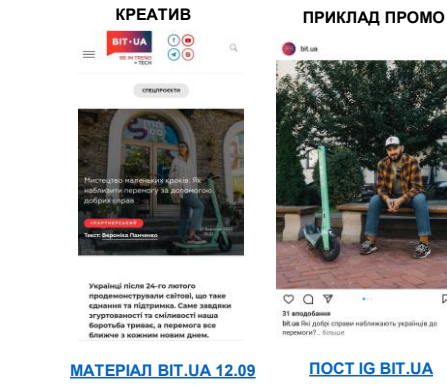 КРЕАТИВ
ПРИКЛАД ПРОМО
BIT•UA
BE IN TREND
+ TECH
bit.ua
СПЕЦПРОЄКТИ
Мистецтво маленьких кроків: Як
наблизити перемогу за допомогою
добрих справ
#ПАРТНЕРСЬКИЙ
Текст: Вероніка Панченко
31 вподобання
bit.ua Які добрі справи наближають українців до
перемоги?... більше
Українці після 24-го лютого
продемонстрували світові, що таке
єднання та підтримка. Саме завдяки
згуртованості та сміливості наша
боротьба триває, а перемога все
ближче з кожним новим днем.
МАТЕРІАЛ BIT.UA 12.09
ПОСТ IG BIT.UA